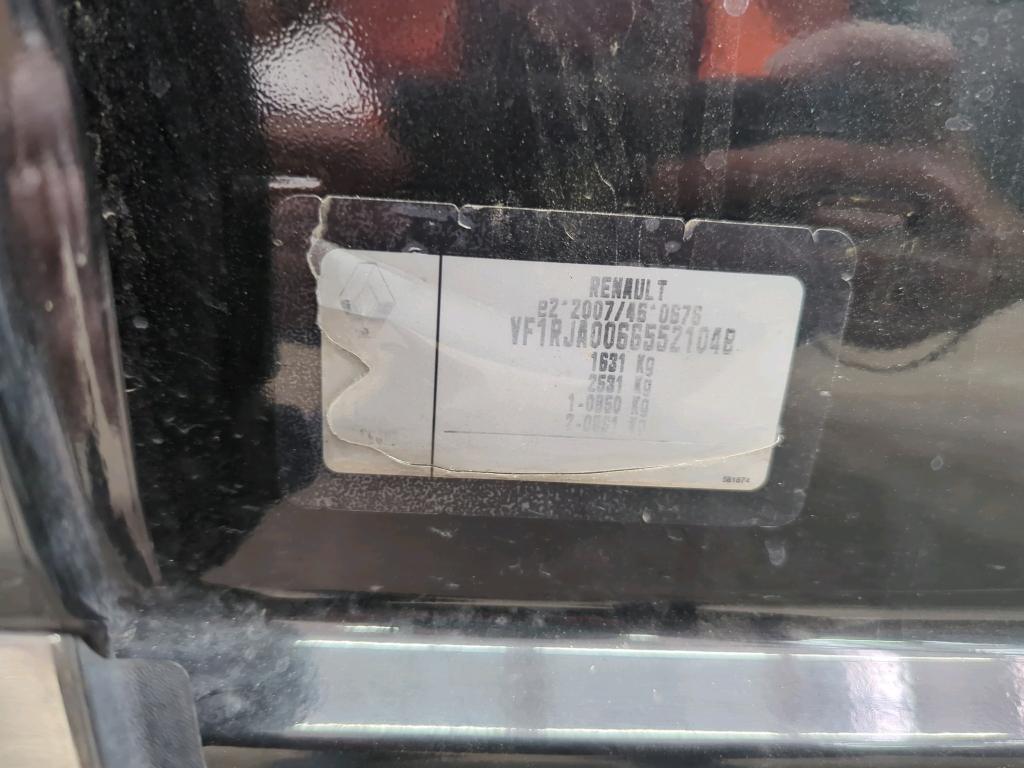 RENAULT
e2*2007/46*0676
VF1RJA00665521048
1631 Kg
2531 Kg
1-0950 Kg
581874